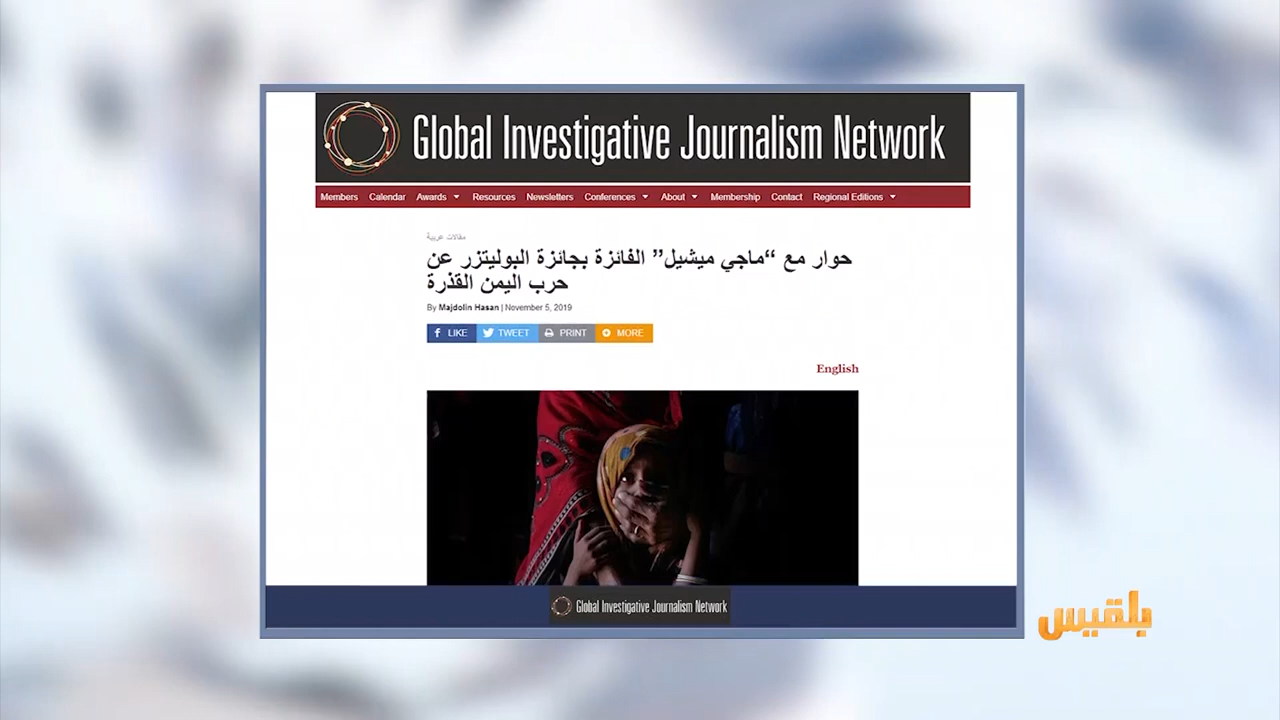 Global Investigative Journalism Network
Members Calendar Awards Resources Newsletters Conferences About Membership Contact Regional Editions
مقالات عربية
حوار مع “ماجي ميشيل” الفائزة بجائزة البوليتزر عن
حرب اليمن القذرة
By Majdolin Hasan | November 5, 2019
LIKE TWEET PRINT MORE
English
Global Investigative Journalism Network
بلقيس